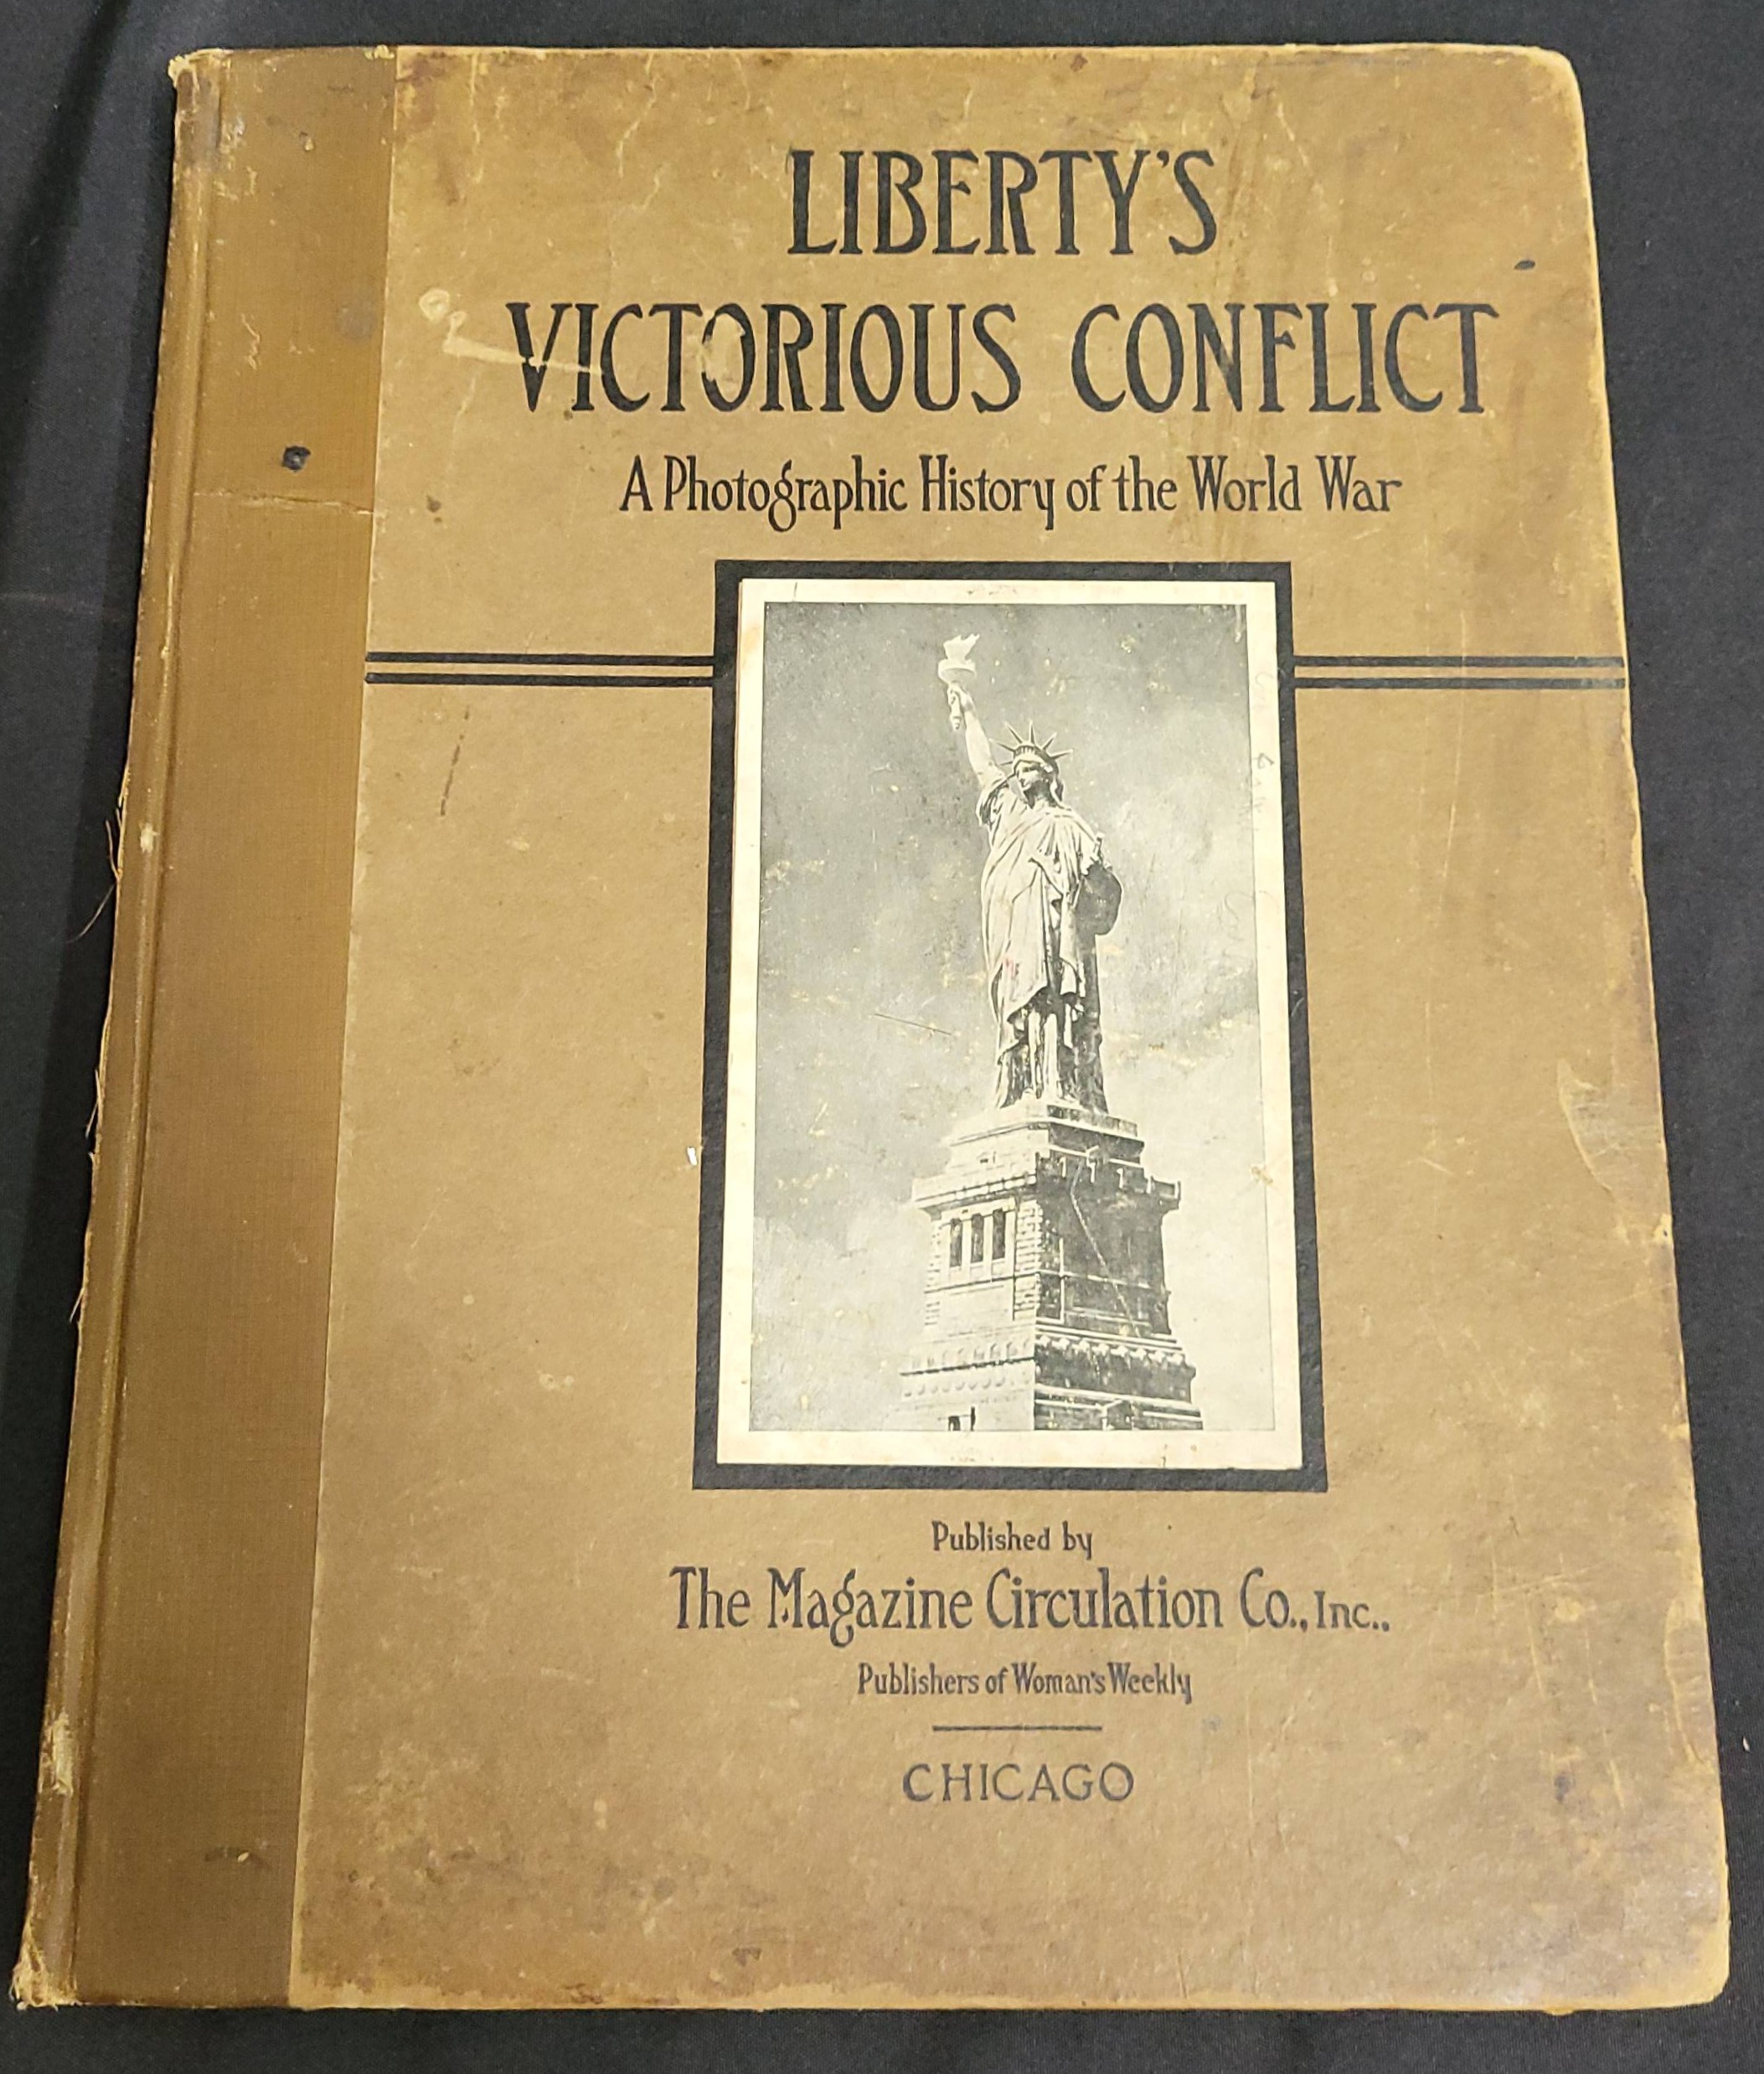 LIBERTY'S
VICTORIOUS CONFLICT
A Photographic History of the World War
Published by
The Magazine Circulation Co., Inc.,
Publishers of Woman's Weekly
CHICAGO